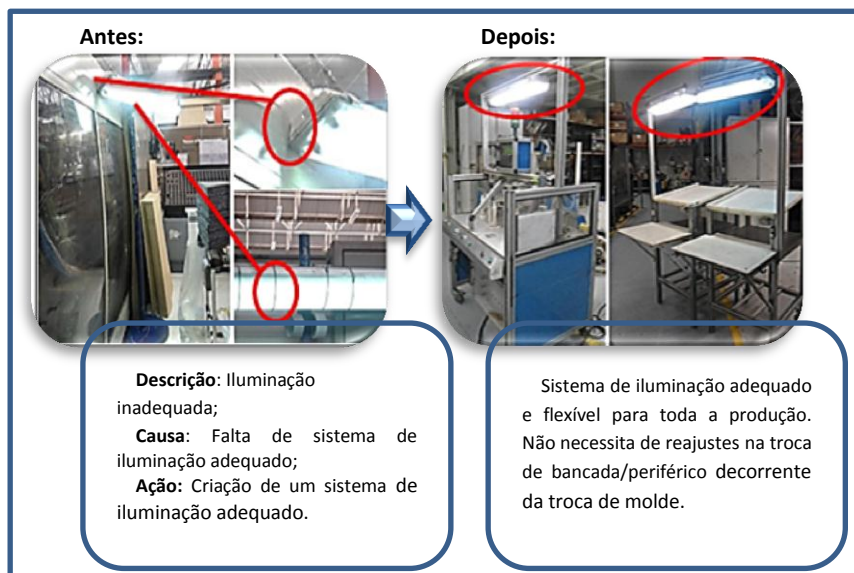 Antes:
Depois:
Descrição: Iluminação
inadequada;
Causa: Falta de sistema de
iluminação adequado;
Ação: Criação de um sistema de
iluminação adequado.
Sistema de iluminação adequado
e flexível para toda a produção.
Não necessita de reajustes na troca
de bancada/periférico decorrente
da troca de molde.